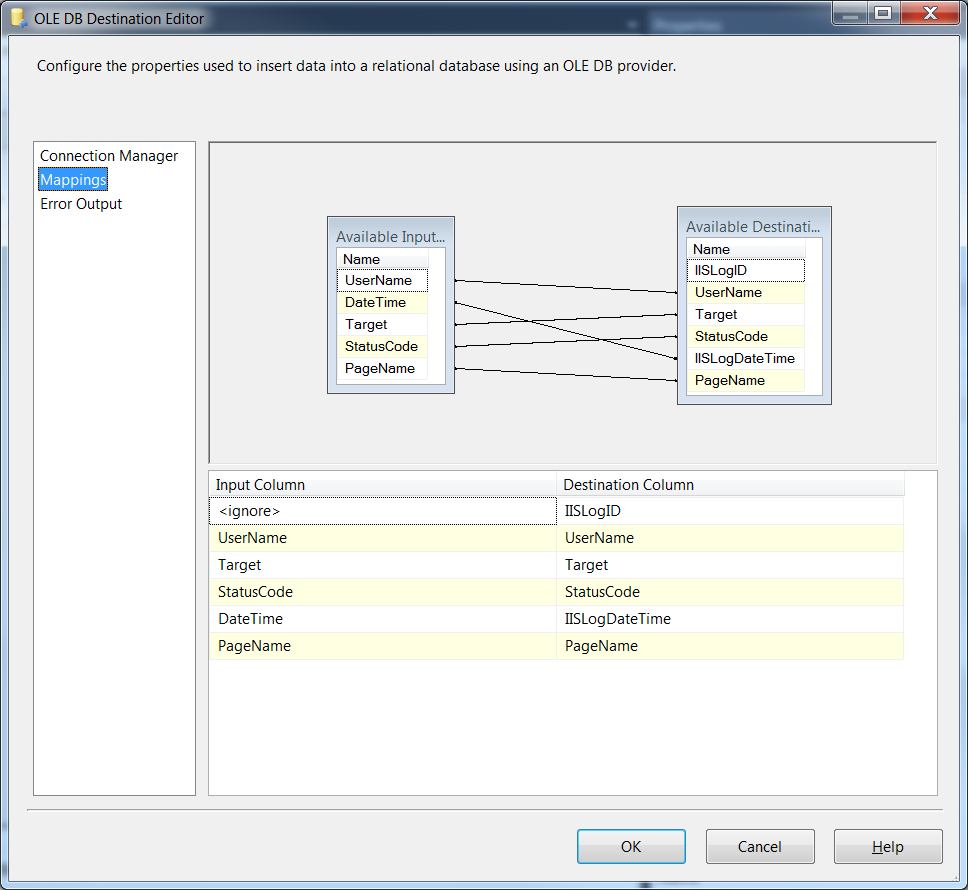 OLE DB Destination Editor
Properties
Configure the properties used to insert data into a relational database using an OLE DB provider.
Connection Manager
Mappings
Error Output
Available Input...
Name
UserName
DateTime
Target
StatusCode
PageName
Available Destinati...
Name
IISLogID
UserName
Target
StatusCode
IISLogDateTime
PageName
Input Column Destination Column
<ignore> IISLogID
UserName UserName
Target Target
StatusCode StatusCode
DateTime IISLogDateTime
PageName PageName
OK Cancel Help